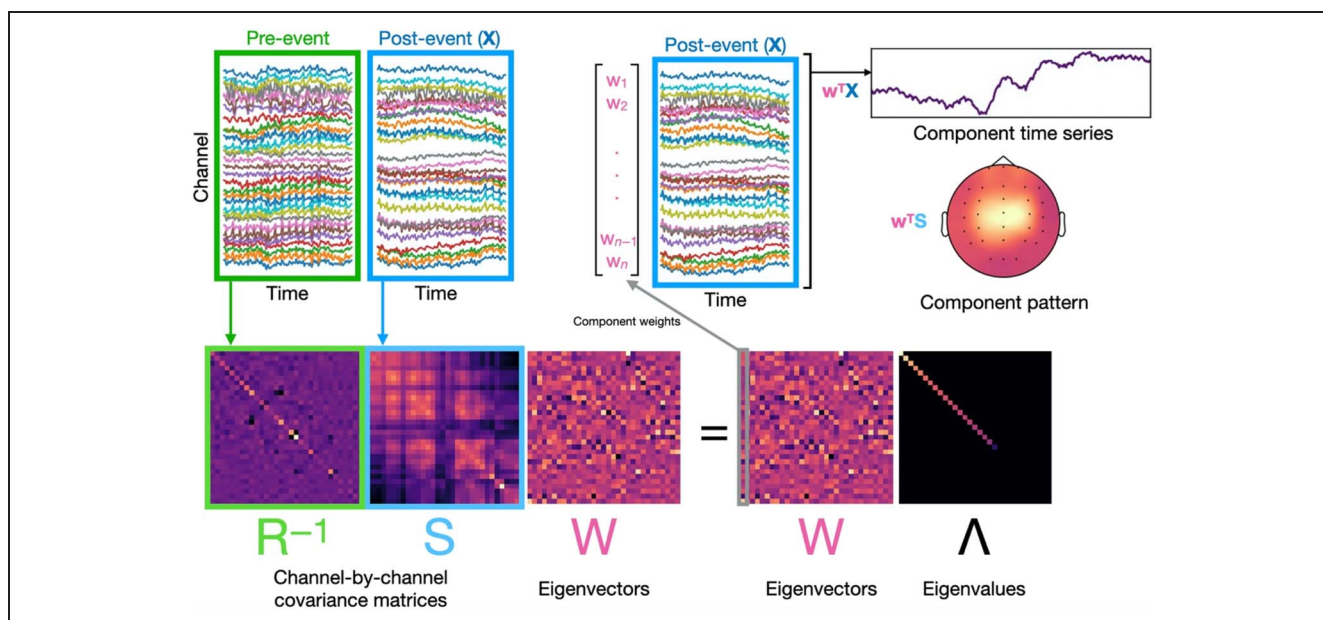 Pre-event
Post-event (X)
Channel
Time
Time
w1
w2
.
.
.
wn−1
wn
Post-event (X)
Time
wTX
Component time series
wTS
Component pattern
Component weights
=
R−1
S
W
W
Λ
Channel-by-channel
covariance matrices
Eigenvectors
Eigenvectors
Eigenvalues